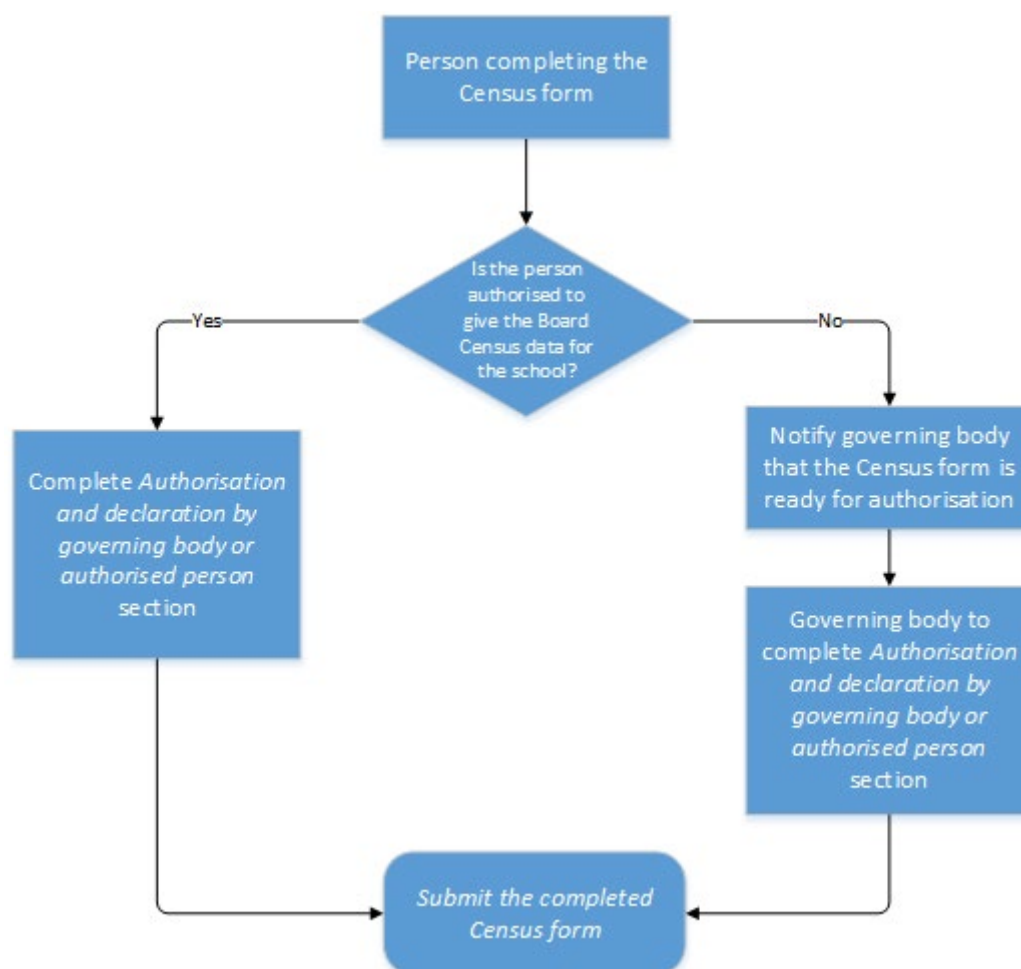 Person completing the
Census form
Is the person
authorised to
give the Board
Census data for
the school?
Yes
No
Complete Authorisation
and declaration by
governing body or
authorised person
section
Notify governing body
that the Census form is
ready for authorisation
Governing body to
complete Authorisation
and declaration by
governing body or
authorised person
section
Submit the completed
Census form